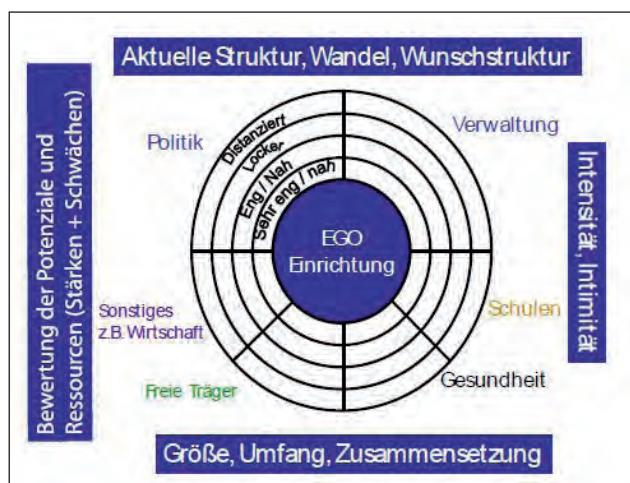 Aktuelle Struktur, Wandel, Wunschstruktur
Bewertung der Potenziale und
Ressourcen (Stärken + Schwächen)
Politik
Verwaltung
Distanziert
Locker
Eng / Nah
Sehr eng / nah
EGO
Einrichtung
Intensität, Intimität
Sonstiges
z.B. Wirtschaft
Schulen
Freie Träger
Gesundheit
Größe, Umfang, Zusammensetzung